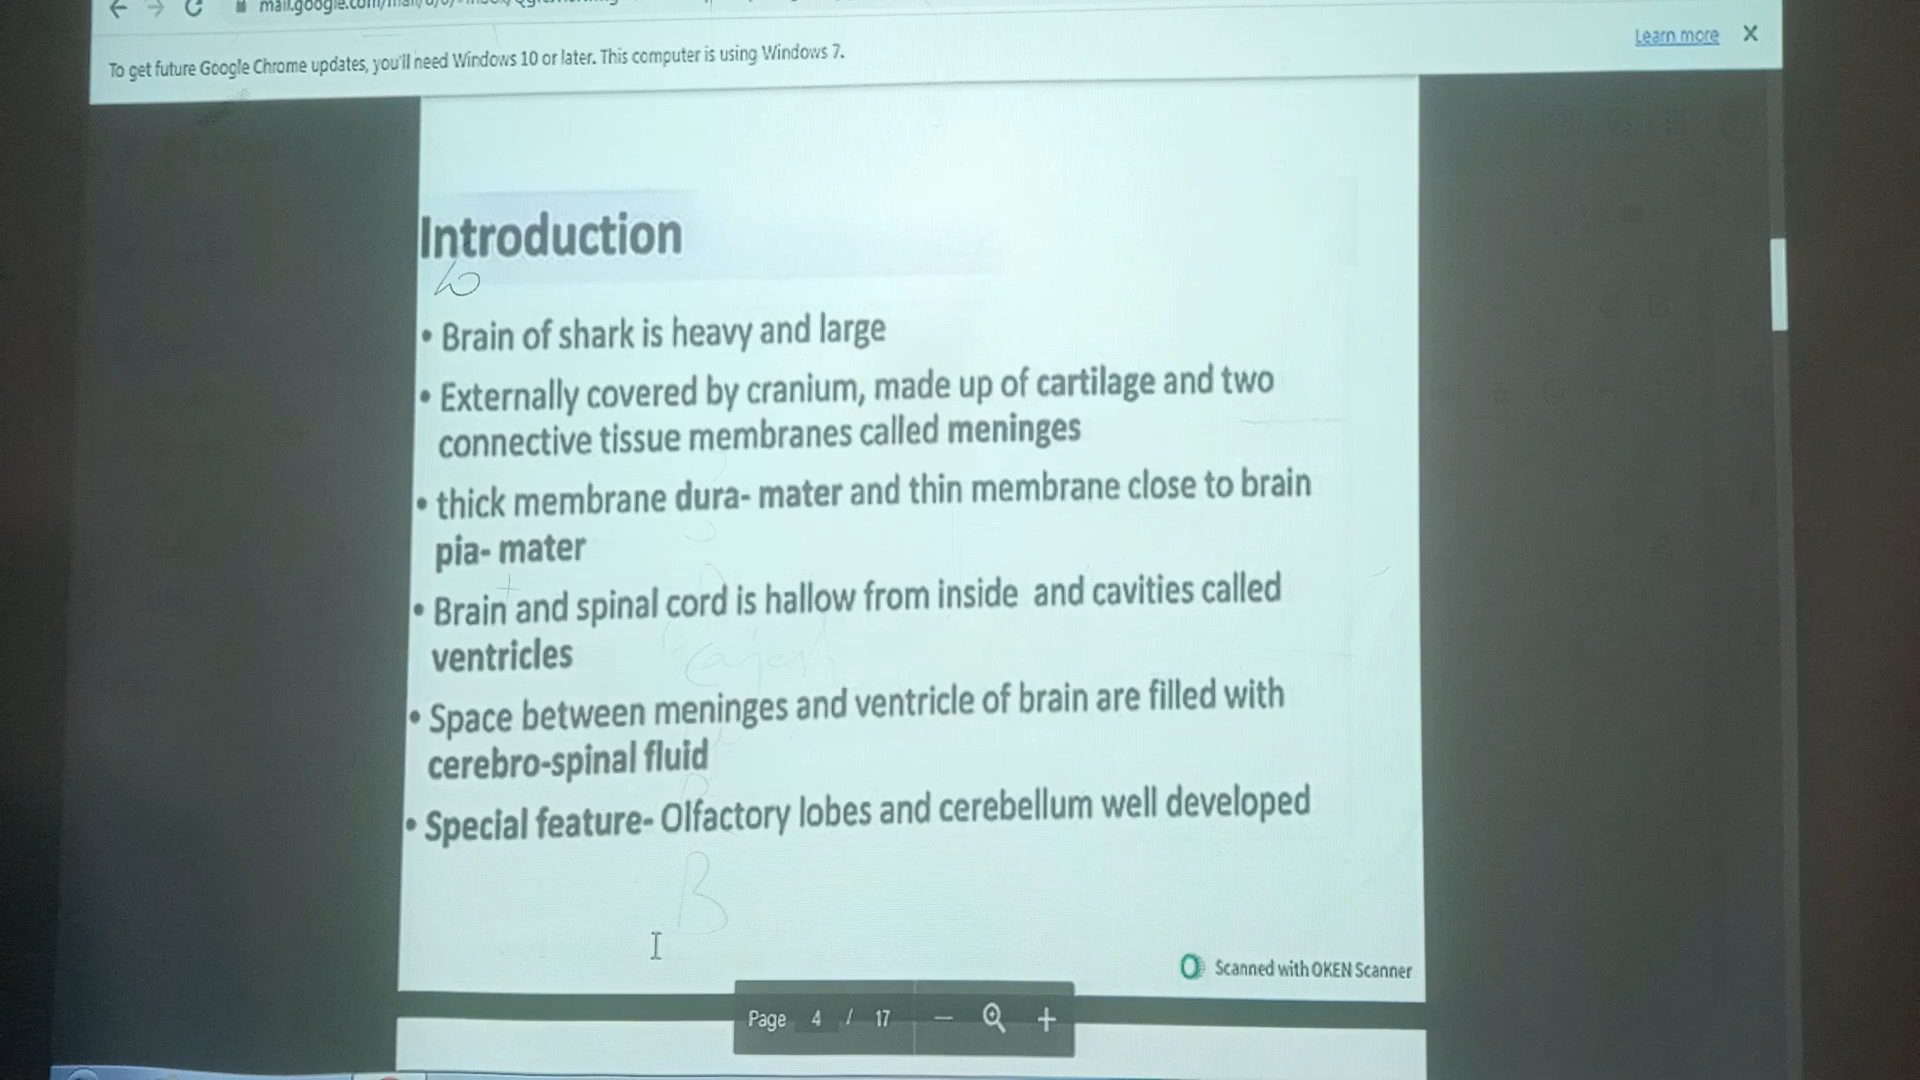 To get future Google Chrome updates, you'll need Windows 10 or later. This computer is using Windows 7.
Learn more X
Introduction
• Brain of shark is heavy and large
• Externally covered by cranium, made up of cartilage and two
connective tissue membranes called meninges
• thick membrane dura- mater and thin membrane close to brain
pia- mater
• Brain and spinal cord is hallow from inside and cavities called
ventricles
• Space between meninges and ventricle of brain are filled with
cerebro-spinal fluid
• Special feature- Olfactory lobes and cerebellum well developed
B
Scanned with OKEN Scanner
Page 4 / 17